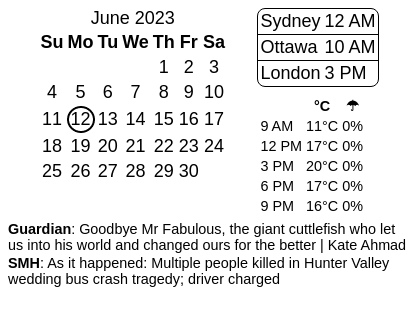 June 2023
Su Mo Tu We Th Fr Sa
1 2 3
4 5 6 7 8 9 10
11 12 13 14 15 16 17
18 19 20 21 22 23 24
25 26 27 28 29 30
Sydney 12 AM
Ottawa 10 AM
London 3 PM
°C ☂
9 AM 11°C 0%
12 PM 17°C 0%
3 PM 20°C 0%
6 PM 17°C 0%
9 PM 16°C 0%
Guardian: Goodbye Mr Fabulous, the giant cuttlefish who let
us into his world and changed ours for the better | Kate Ahmad
SMH: As it happened: Multiple people killed in Hunter Valley
wedding bus crash tragedy; driver charged